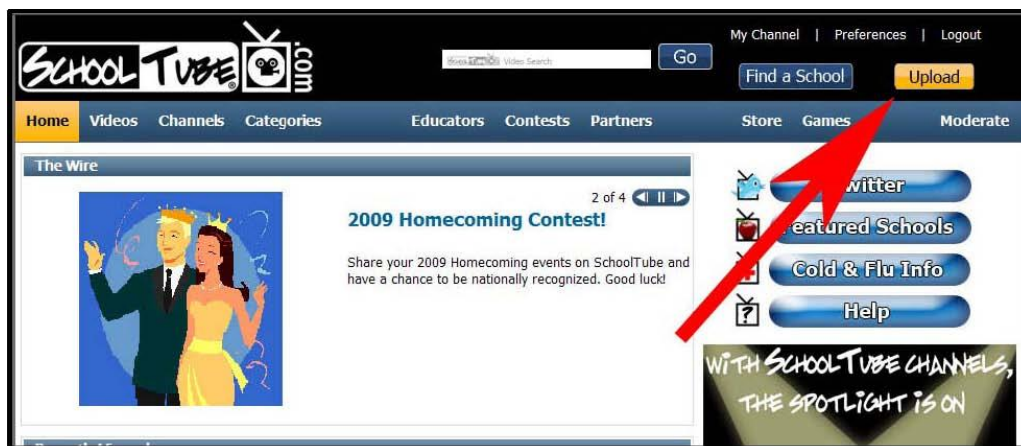 SCHOOL TUBE .com
Video Search
Go
My Channel | Preferences | Logout
Find a School
Upload
Home Videos Channels Categories Educators Contests Partners Store Games Moderate
The Wire
2 of 4
2009 Homecoming Contest!
Share your 2009 Homecoming events on SchoolTube and
have a chance to be nationally recognized. Good luck!
Featured Schools
Cold & Flu Info
Help
WITH SCHOOLTUBE CHANNELS,
THE SPOTLIGHT IS ON